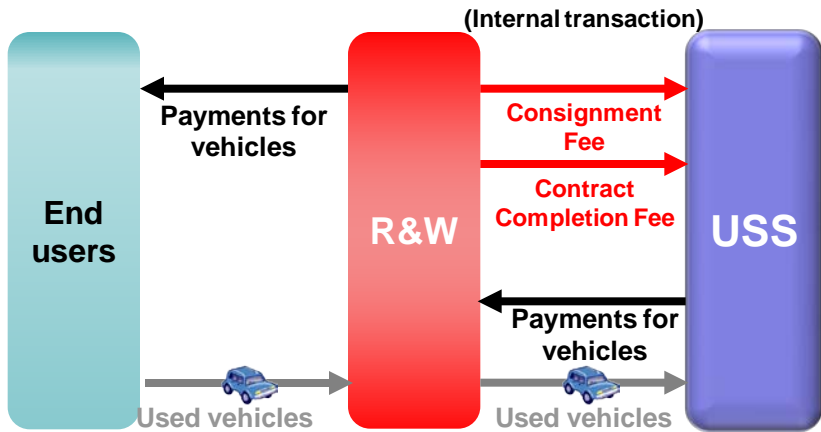 (Internal transaction)
Payments for
vehicles
Consignment
Fee
Contract
Completion Fee
End
users
R&W
USS
Payments for
vehicles
Used vehicles
Used vehicles